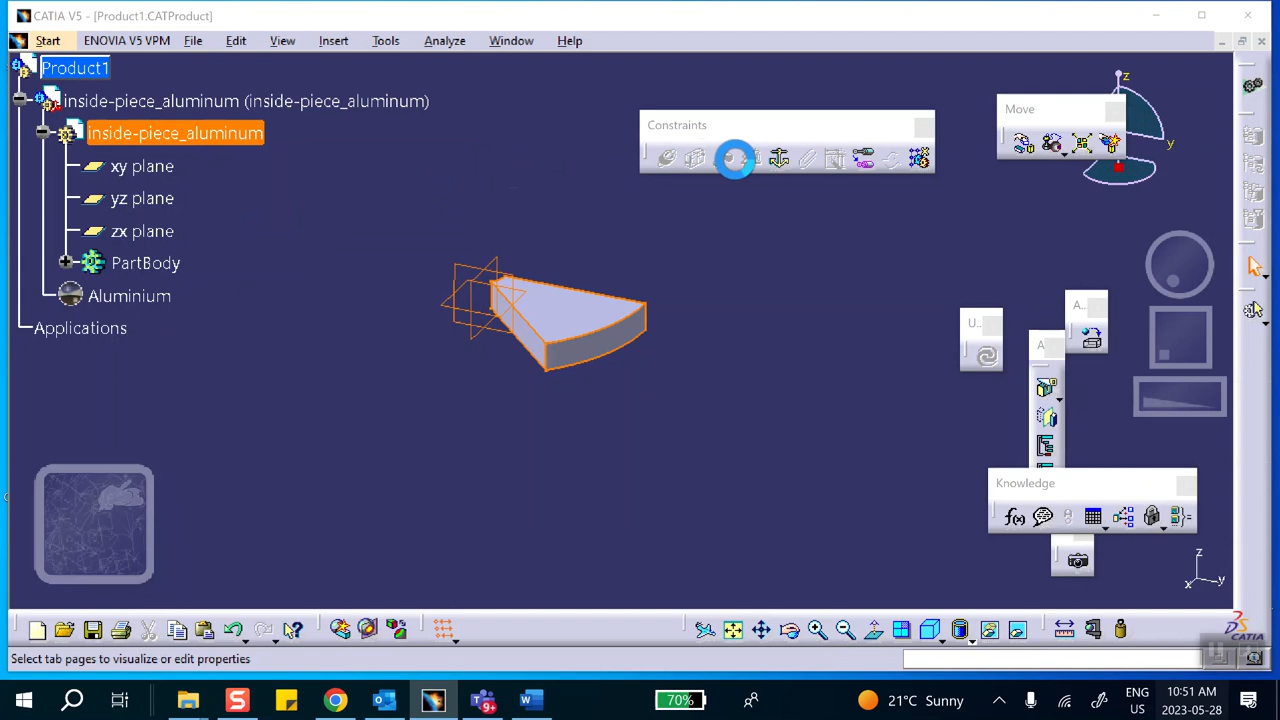 CATIA V5 - [Product1.CATProduct]
Start ENOVIA V5 VPM File Edit View Insert Tools Analyze Window Help
Product1
inside-piece_aluminum (inside-piece_aluminum)
inside-piece_aluminum
xy plane
yz plane
zx plane
PartBody
Aluminium
Applications
Constraints
Move
z
y
U..
A
A..
Knowledge
f(x)
z
x
y
CATIA
Select tab pages to visualize or edit properties
70%
21°C Sunny
ENG
US
10:51 AM
2023-05-28
9+